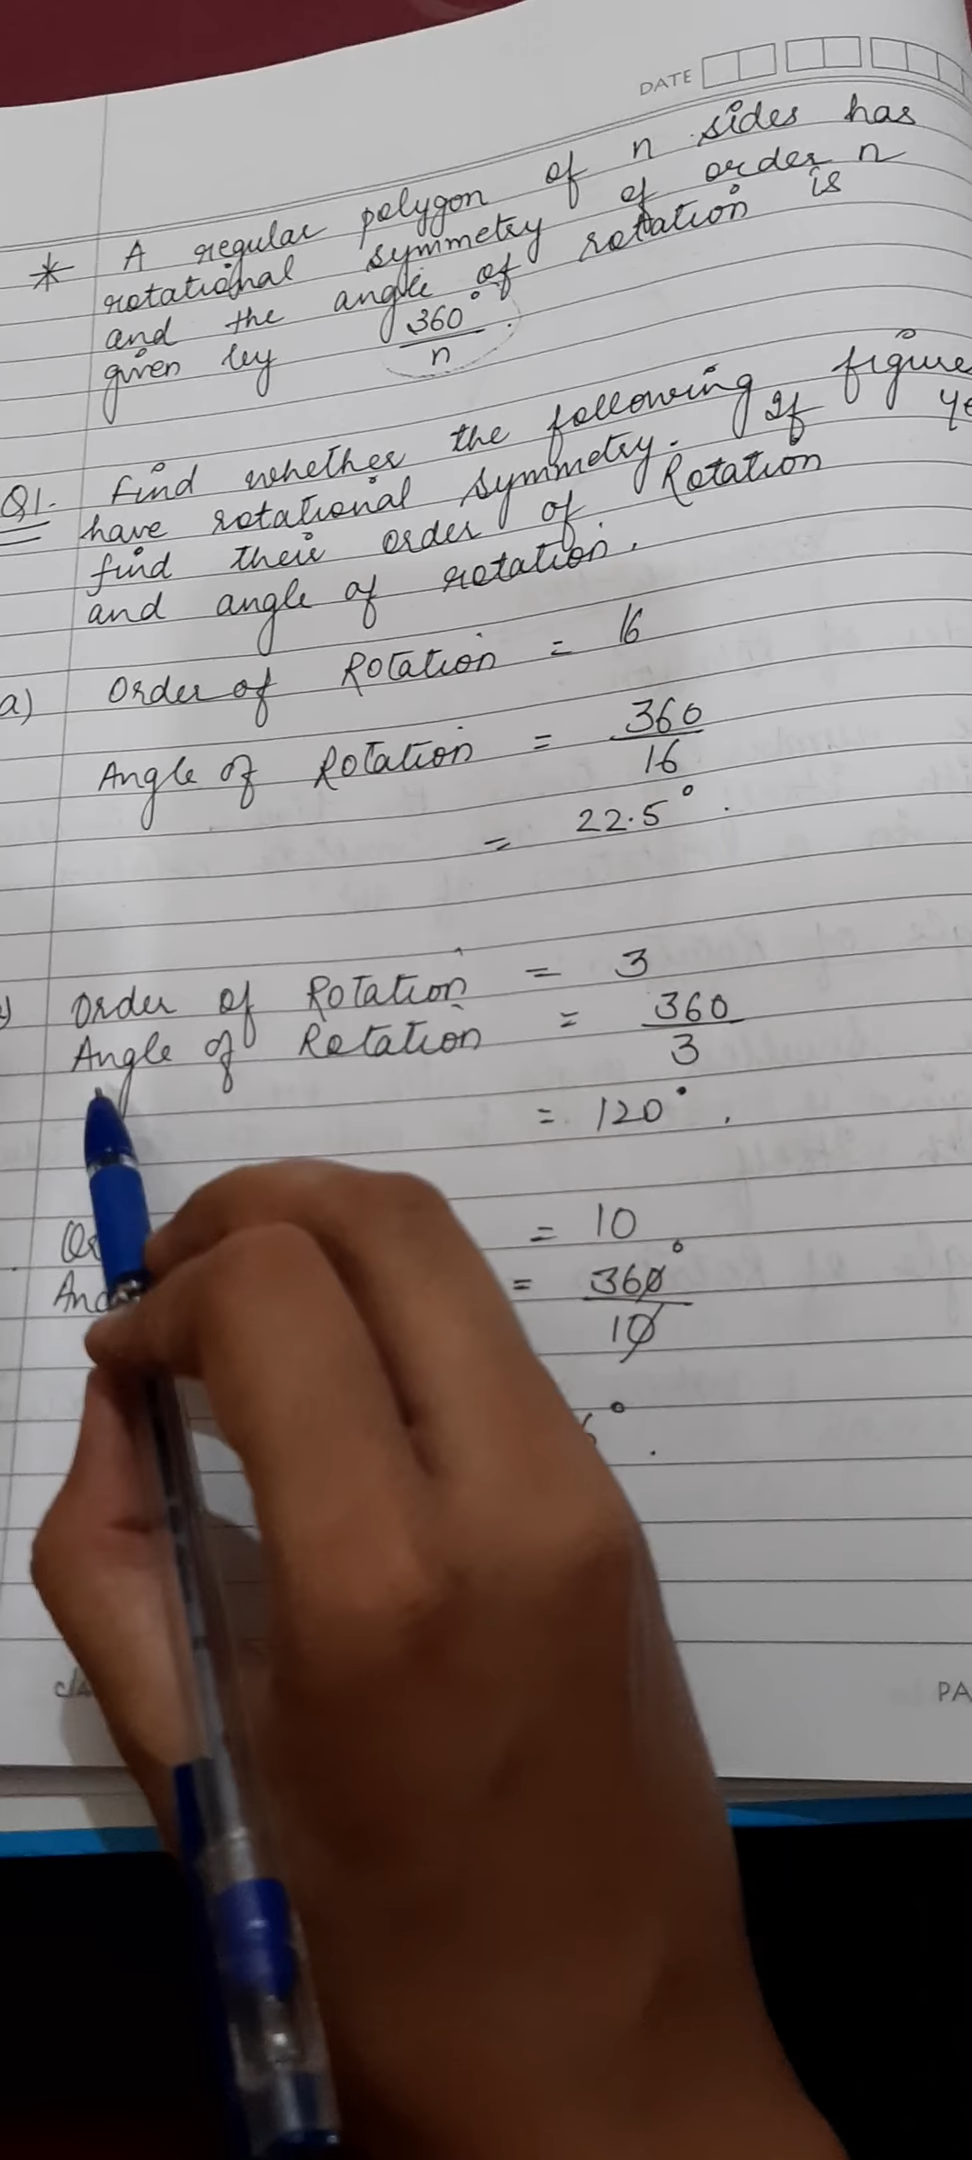 DATE
* A regular polygon of n sides has
rotational symmetry of order n
and the angle of rotation is
given by 360°/n.
Q1. Find whether the following figure
have rotational symmetry. If
find their order of Rotation
and angle of rotation.
a) Order of Rotation = 16
Angle of Rotation = 360/16
= 22.5°.
Order of Rotation = 3
Angle of Rotation = 360/3
= 120°.
= 10
= 360°/10
°.